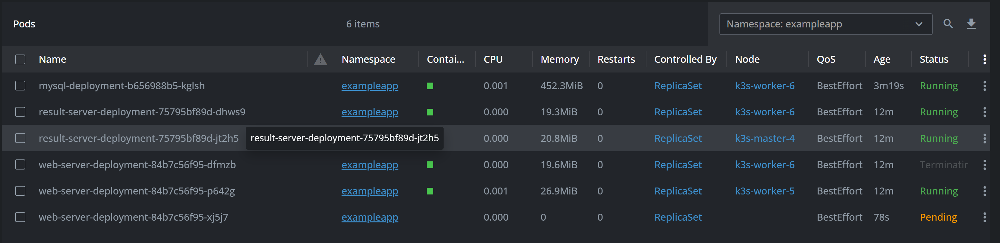 Pods 6 items Namespace: exampleapp
Name Namespace Contai... CPU Memory Restarts Controlled By Node QoS Age Status
mysql-deployment-b656988b5-kglsh exampleapp 0.001 452.3MiB 0 ReplicaSet k3s-worker-6 BestEffort 3m19s Running
result-server-deployment-75795bf89d-dhws9 exampleapp 0.000 19.3MiB 0 ReplicaSet k3s-worker-6 BestEffort 12m Running
result-server-deployment-75795bf89d-jt2h5 result-server-deployment-75795bf89d-jt2h5 0.000 20.8MiB 0 ReplicaSet k3s-master-4 BestEffort 12m Running
web-server-deployment-84b7c56f95-dfmzb exampleapp 0.000 19.6MiB 0 ReplicaSet k3s-worker-6 BestEffort 12m Terminatin
web-server-deployment-84b7c56f95-p642g exampleapp 0.001 26.9MiB 0 ReplicaSet k3s-worker-5 BestEffort 12m Running
web-server-deployment-84b7c56f95-xj5j7 exampleapp 0.000 0 0 ReplicaSet BestEffort 78s Pending